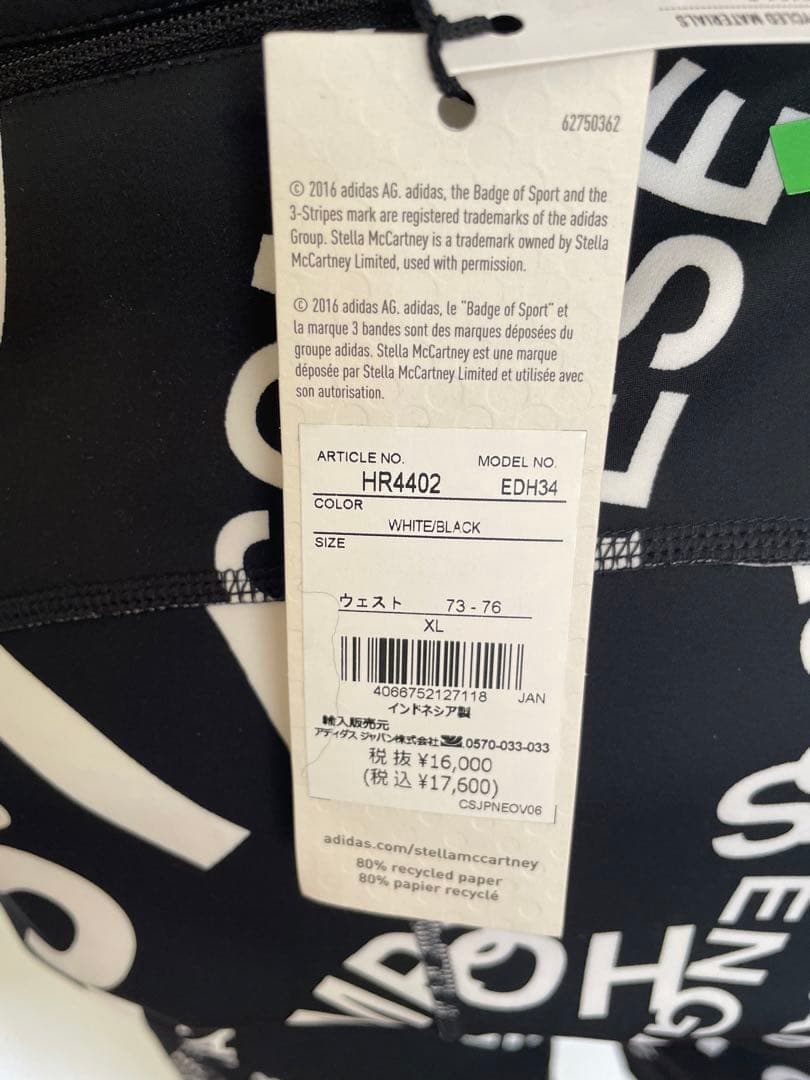 CYCLED MATERIALS
62750362
© 2016 adidas AG. adidas, the Badge of Sport and the
3-Stripes mark are registered trademarks of the adidas
Group. Stella McCartney is a trademark owned by Stella
McCartney Limited, used with permission.
© 2016 adidas AG. adidas, le "Badge of Sport" et
la marque 3 bandes sont des marques déposées du
groupe adidas. Stella McCartney est une marque
déposée par Stella McCartney Limited et utilisée avec
son autorisation.
ARTICLE NO. MODEL NO.
HR4402 EDH34
COLOR
WHITE/BLACK
SIZE
ウェスト 73 - 76
XL
4066752127118 JAN
インドネシア製
輸入販売元
アディダス ジャパン株式会社 0570-033-033
税 抜 ¥16,000
(税 込 ¥17,600)
CSJPNEOV06
adidas.com/stellamccartney
80% recycled paper
80% papier recyclé
ESE
S
ENG